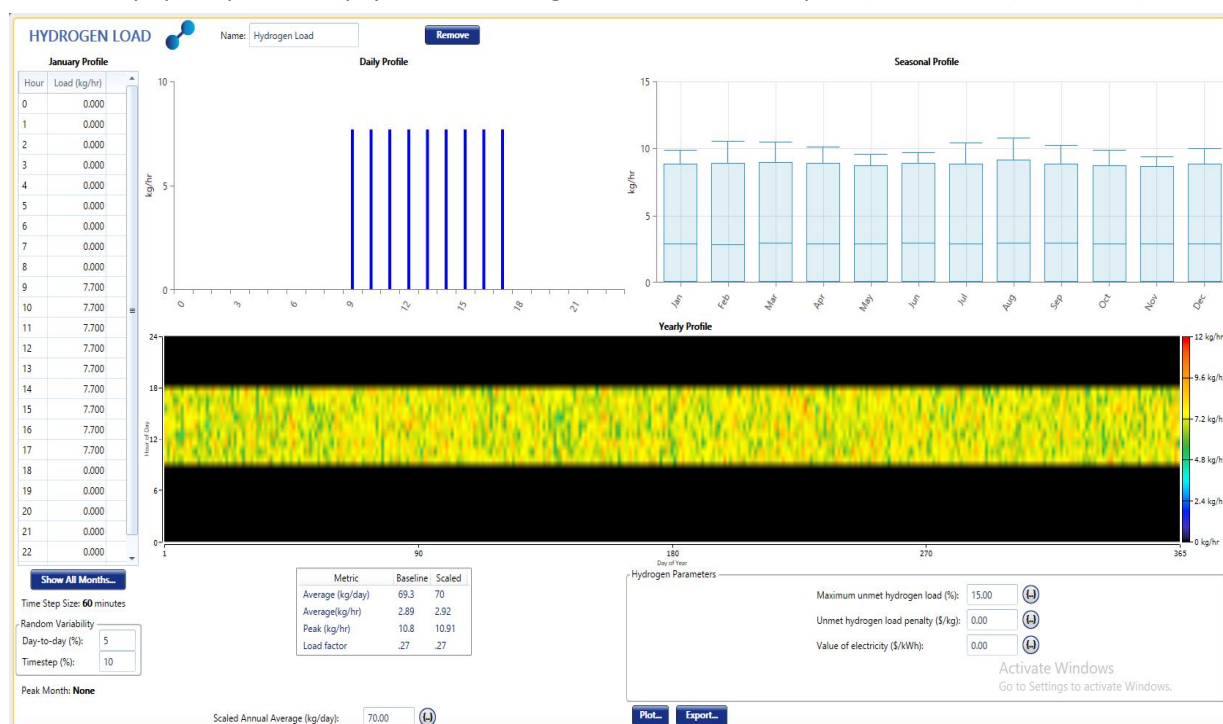 HYDROGEN LOAD
Name: Hydrogen Load
Remove
January Profile
Hour Load (kg/hr)
0 0.000
1 0.000
2 0.000
3 0.000
4 0.000
5 0.000
6 0.000
7 0.000
8 0.000
9 7.700
10 7.700
11 7.700
12 7.700
13 7.700
14 7.700
15 7.700
16 7.700
17 7.700
18 0.000
19 0.000
20 0.000
21 0.000
22 0.000
Show All Months...
Time Step Size: 60 minutes
Random Variability
Day-to-day (%): 5
Timestep (%): 10
Peak Month: None
Daily Profile
kg/hr
10
5
0
0 3 6 9 12 15 18 21
Seasonal Profile
kg/hr
15
10
5
0
Jan Feb Mar Apr May Jun Jul Aug Sep Oct Nov Dec
Yearly Profile
Hour of Day
24
18
12
6
0
1 90 180 270 365
Day of Year
12 kg/hr
9.6 kg/h
7.2 kg/h
4.8 kg/h
2.4 kg/h
0 kg/hr
Metric Baseline Scaled
Average (kg/day) 69.3 70
Average(kg/hr) 2.89 2.92
Peak (kg/hr) 10.8 10.91
Load factor .27 .27
Scaled Annual Average (kg/day): 70.00 (..)
Hydrogen Parameters
Maximum unmet hydrogen load (%): 15.00 (..)
Unmet hydrogen load penalty ($/kg): 0.00 (..)
Value of electricity ($/kWh): 0.00 (..)
Activate Windows
Go to Settings to activate Windows.
Plot... Export...